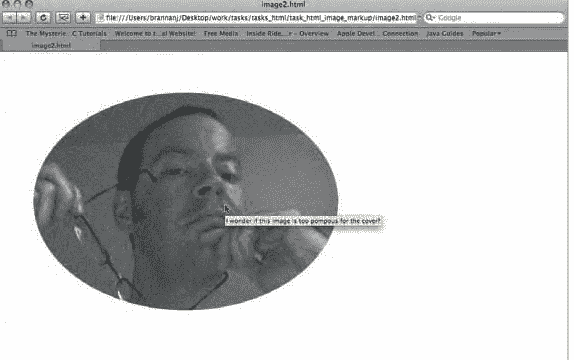 image2.html
file:///Users/brannanj/Desktop/work/tasks/tasks_html/task_html_image_markup/image2.html
Google
The Mysterie...C Tutorials Welcome to t...al Website! Free Media Inside Ride...r - Overview Apple Devel... Connection Java Guides Popular▾
image2.html
I wonder if this image is too pompous for the cover?